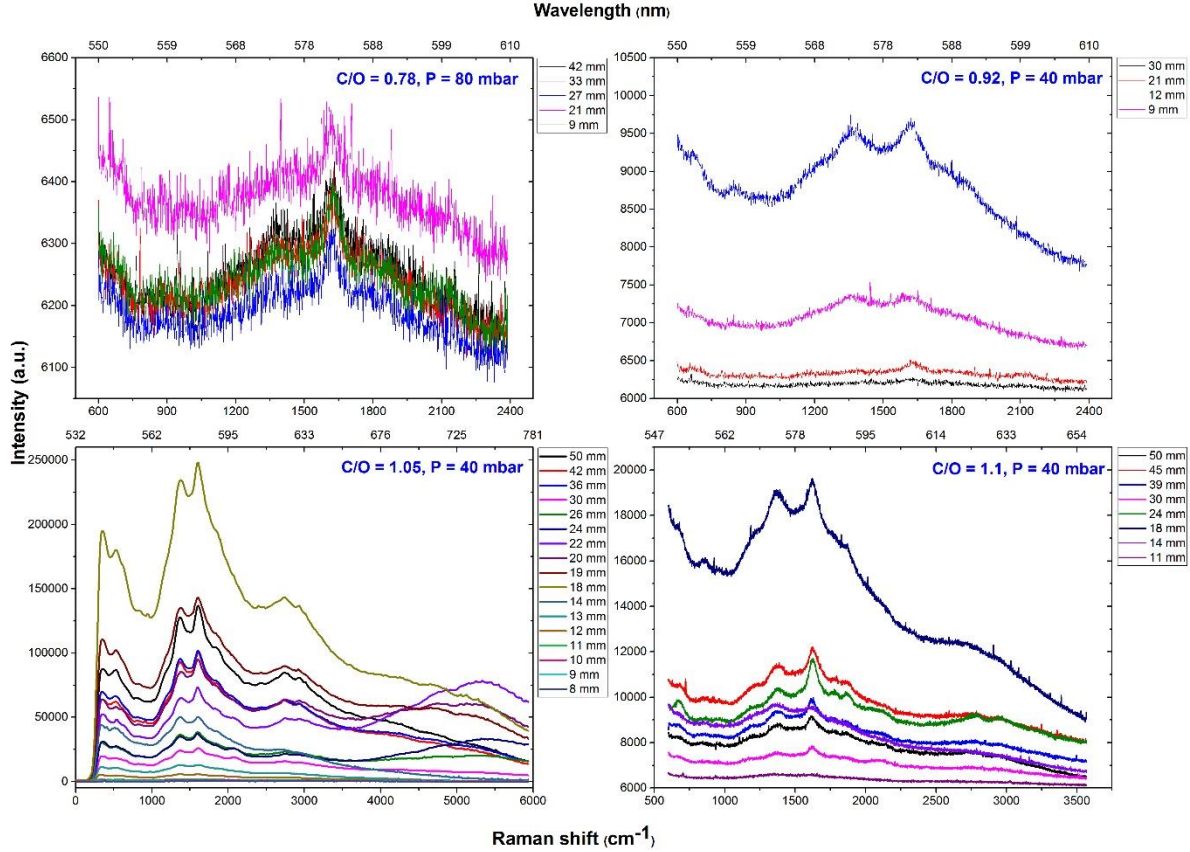 Wavelength (nm)
550 559 568 578 588 599 610
C/O = 0.78, P = 80 mbar
42 mm
33 mm
27 mm
21 mm
9 mm
6600
6500
6400
6300
6200
6100
600 900 1200 1500 1800 2100 2400
550 559 568 578 588 599 610
C/O = 0.92, P = 40 mbar
30 mm
21 mm
12 mm
9 mm
10500
10000
9500
9000
8500
8000
7500
7000
6500
6000
600 900 1200 1500 1800 2100 2400
Intensity (a.u.)
532 562 595 633 676 725 781
C/O = 1.05, P = 40 mbar
50 mm
42 mm
36 mm
30 mm
26 mm
24 mm
22 mm
20 mm
19 mm
18 mm
14 mm
13 mm
12 mm
11 mm
10 mm
9 mm
8 mm
250000
200000
150000
100000
50000
0
0 1000 2000 3000 4000 5000 6000
547 562 578 595 614 633 654
C/O = 1.1, P = 40 mbar
50 mm
45 mm
39 mm
30 mm
24 mm
18 mm
14 mm
11 mm
20000
18000
16000
14000
12000
10000
8000
6000
500 1000 1500 2000 2500 3000 3500
Raman shift (cm-1)